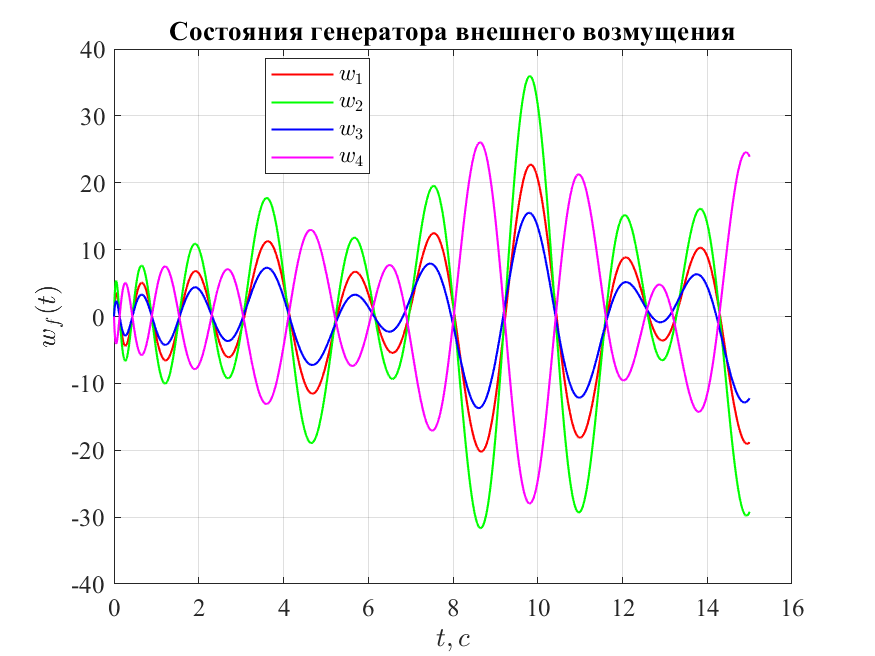 Состояния генератора внешнего возмущения
w₁
w₂
w₃
w₄
40
30
20
10
0
-10
-20
-30
-40
w_f(t)
0 2 4 6 8 10 12 14 16
t, c